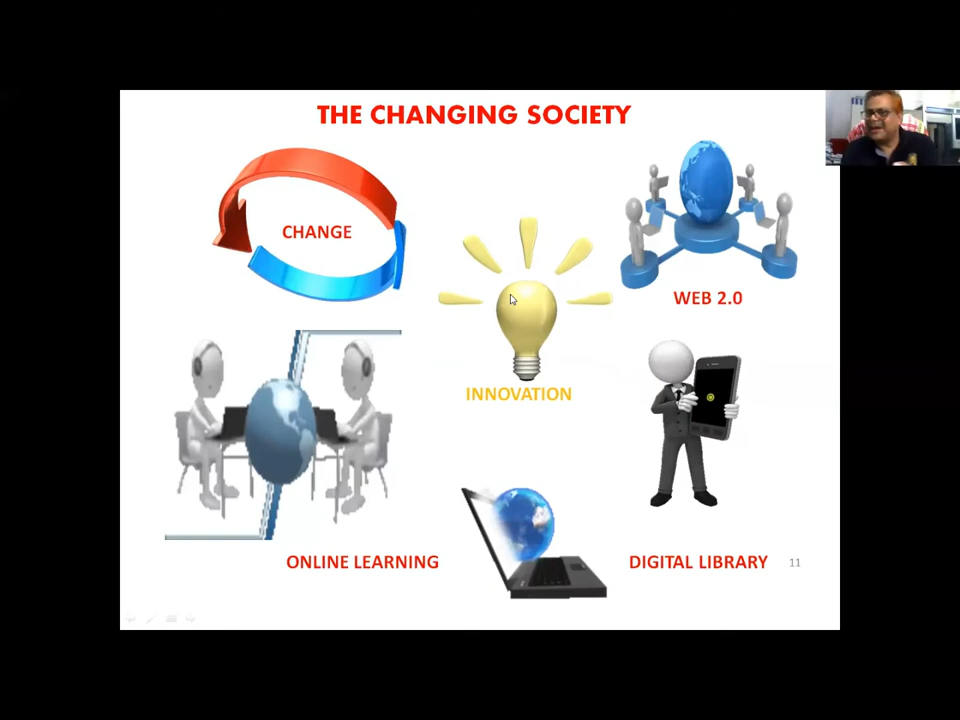 THE CHANGING SOCIETY
CHANGE
WEB 2.0
INNOVATION
ONLINE LEARNING
DIGITAL LIBRARY
11